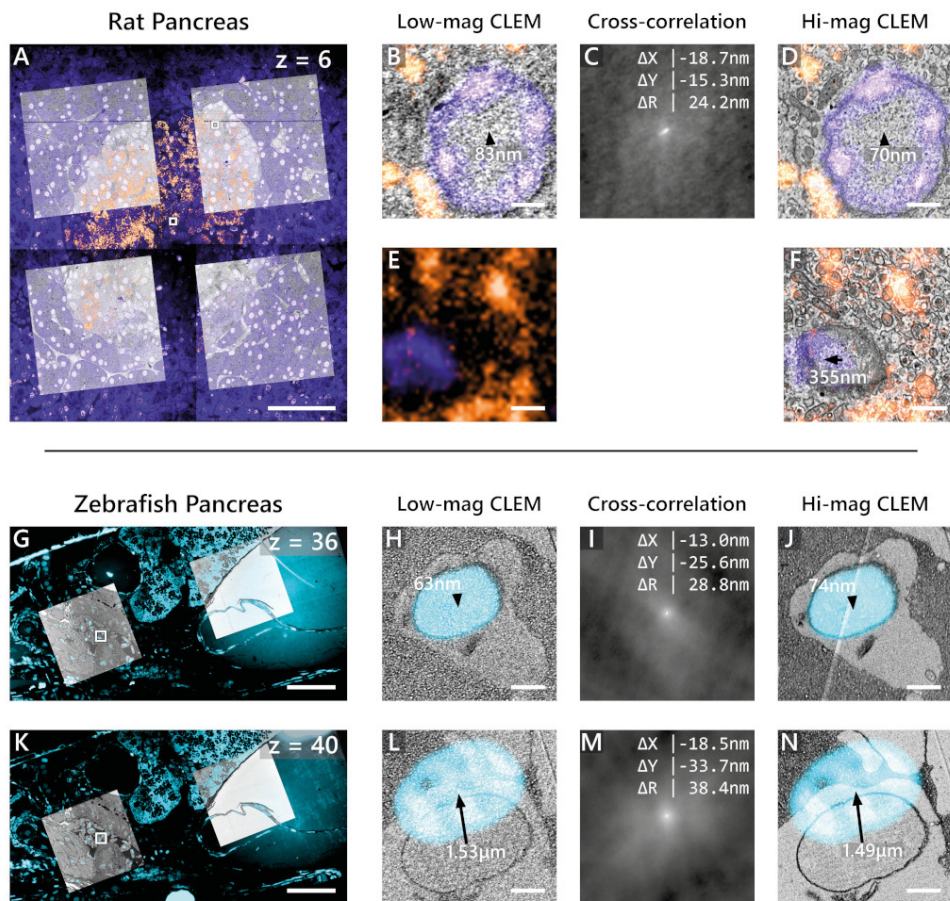 Rat Pancreas
Low-mag CLEM
Cross-correlation
Hi-mag CLEM
A
z = 6
B
83nm
C
ΔX |-18.7nm
ΔY |-15.3nm
ΔR | 24.2nm
D
70nm
E
F
355nm
Zebrafish Pancreas
Low-mag CLEM
Cross-correlation
Hi-mag CLEM
G
z = 36
H
63nm
I
ΔX |-13.0nm
ΔY |-25.6nm
ΔR | 28.8nm
J
74nm
K
z = 40
L
1.53μm
M
ΔX |-18.5nm
ΔY |-33.7nm
ΔR | 38.4nm
N
1.49μm